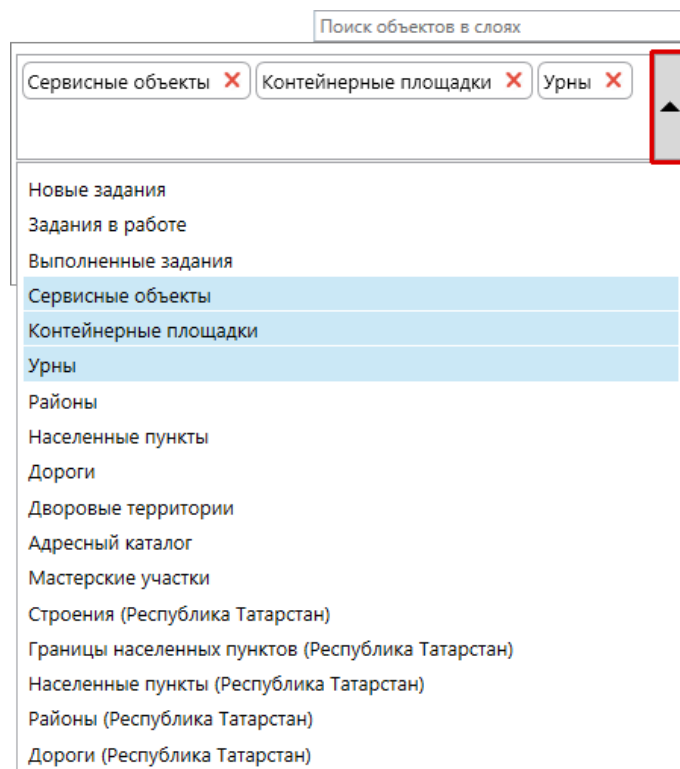 Поиск объектов в слоях
Сервисные объекты Контейнерные площадки Урны
Новые задания
Задания в работе
Выполненные задания
Сервисные объекты
Контейнерные площадки
Урны
Районы
Населенные пункты
Дороги
Дворовые территории
Адресный каталог
Мастерские участки
Строения (Республика Татарстан)
Границы населенных пунктов (Республика Татарстан)
Населенные пункты (Республика Татарстан)
Районы (Республика Татарстан)
Дороги (Республика Татарстан)